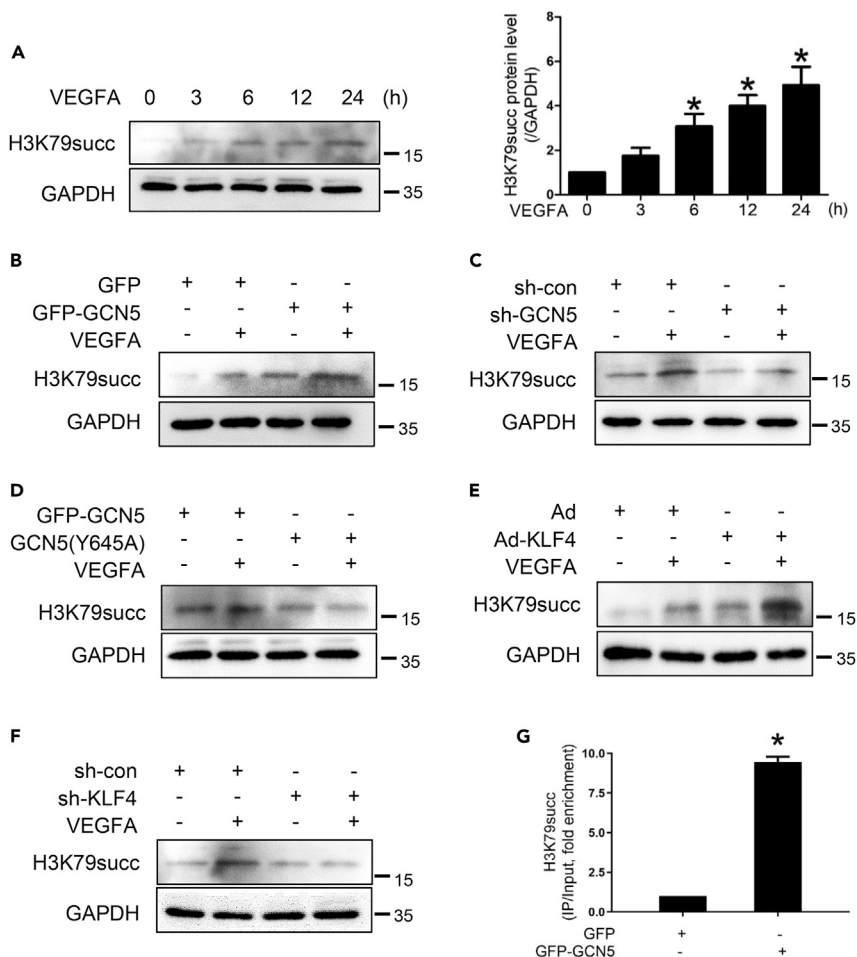 A
VEGFA 0 3 6 12 24 (h)
H3K79succ
15
GAPDH
35
H3K79succ protein level
(/GAPDH)
8
6
4
2
0
*
*
*
VEGFA 0 3 6 12 24 (h)
B
GFP + + - -
GFP-GCN5 - - + +
VEGFA - + - +
H3K79succ
15
GAPDH
35
C
sh-con + + - -
sh-GCN5 - - + +
VEGFA - + - +
H3K79succ
15
GAPDH
35
D
GFP-GCN5 + + - -
GCN5(Y645A) - - + +
VEGFA - + - +
H3K79succ
15
GAPDH
35
E
Ad + + - -
Ad-KLF4 - - + +
VEGFA - + - +
H3K79succ
15
GAPDH
35
F
sh-con + + - -
sh-KLF4 - - + +
VEGFA - + - +
H3K79succ
15
GAPDH
35
G
H3K79succ
(IP/Input, fold enrichment)
10.0
7.5
5.0
2.5
0.0
*
GFP + -
GFP-GCN5 - +